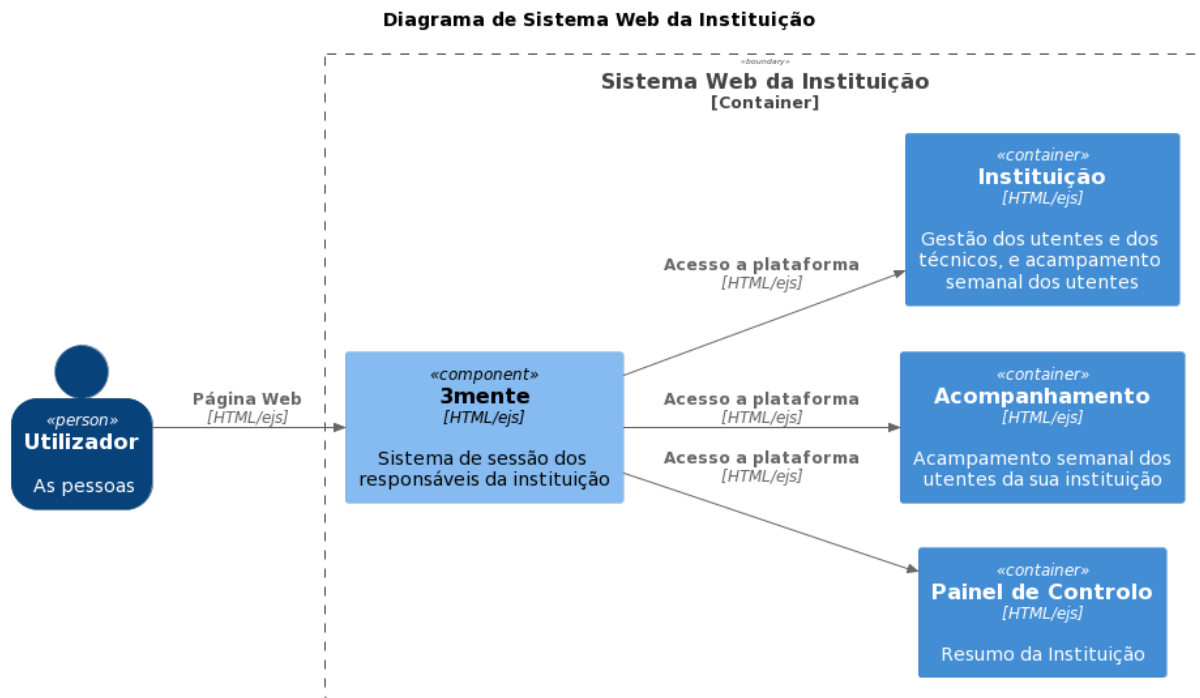 Diagrama de Sistema Web da Instituição
«boundary»
Sistema Web da Instituição
[Container]
«person»
Utilizador
As pessoas
Página Web
[HTML/ejs]
«component»
3mente
[HTML/ejs]
Sistema de sessão dos
responsáveis da instituição
Acesso a plataforma
[HTML/ejs]
Acesso a plataforma
[HTML/ejs]
Acesso a plataforma
[HTML/ejs]
«container»
Instituição
[HTML/ejs]
Gestão dos utentes e dos
técnicos, e acampamento
semanal dos utentes
«container»
Acompanhamento
[HTML/ejs]
Acampamento semanal dos
utentes da sua instituição
«container»
Painel de Controlo
[HTML/ejs]
Resumo da Instituição